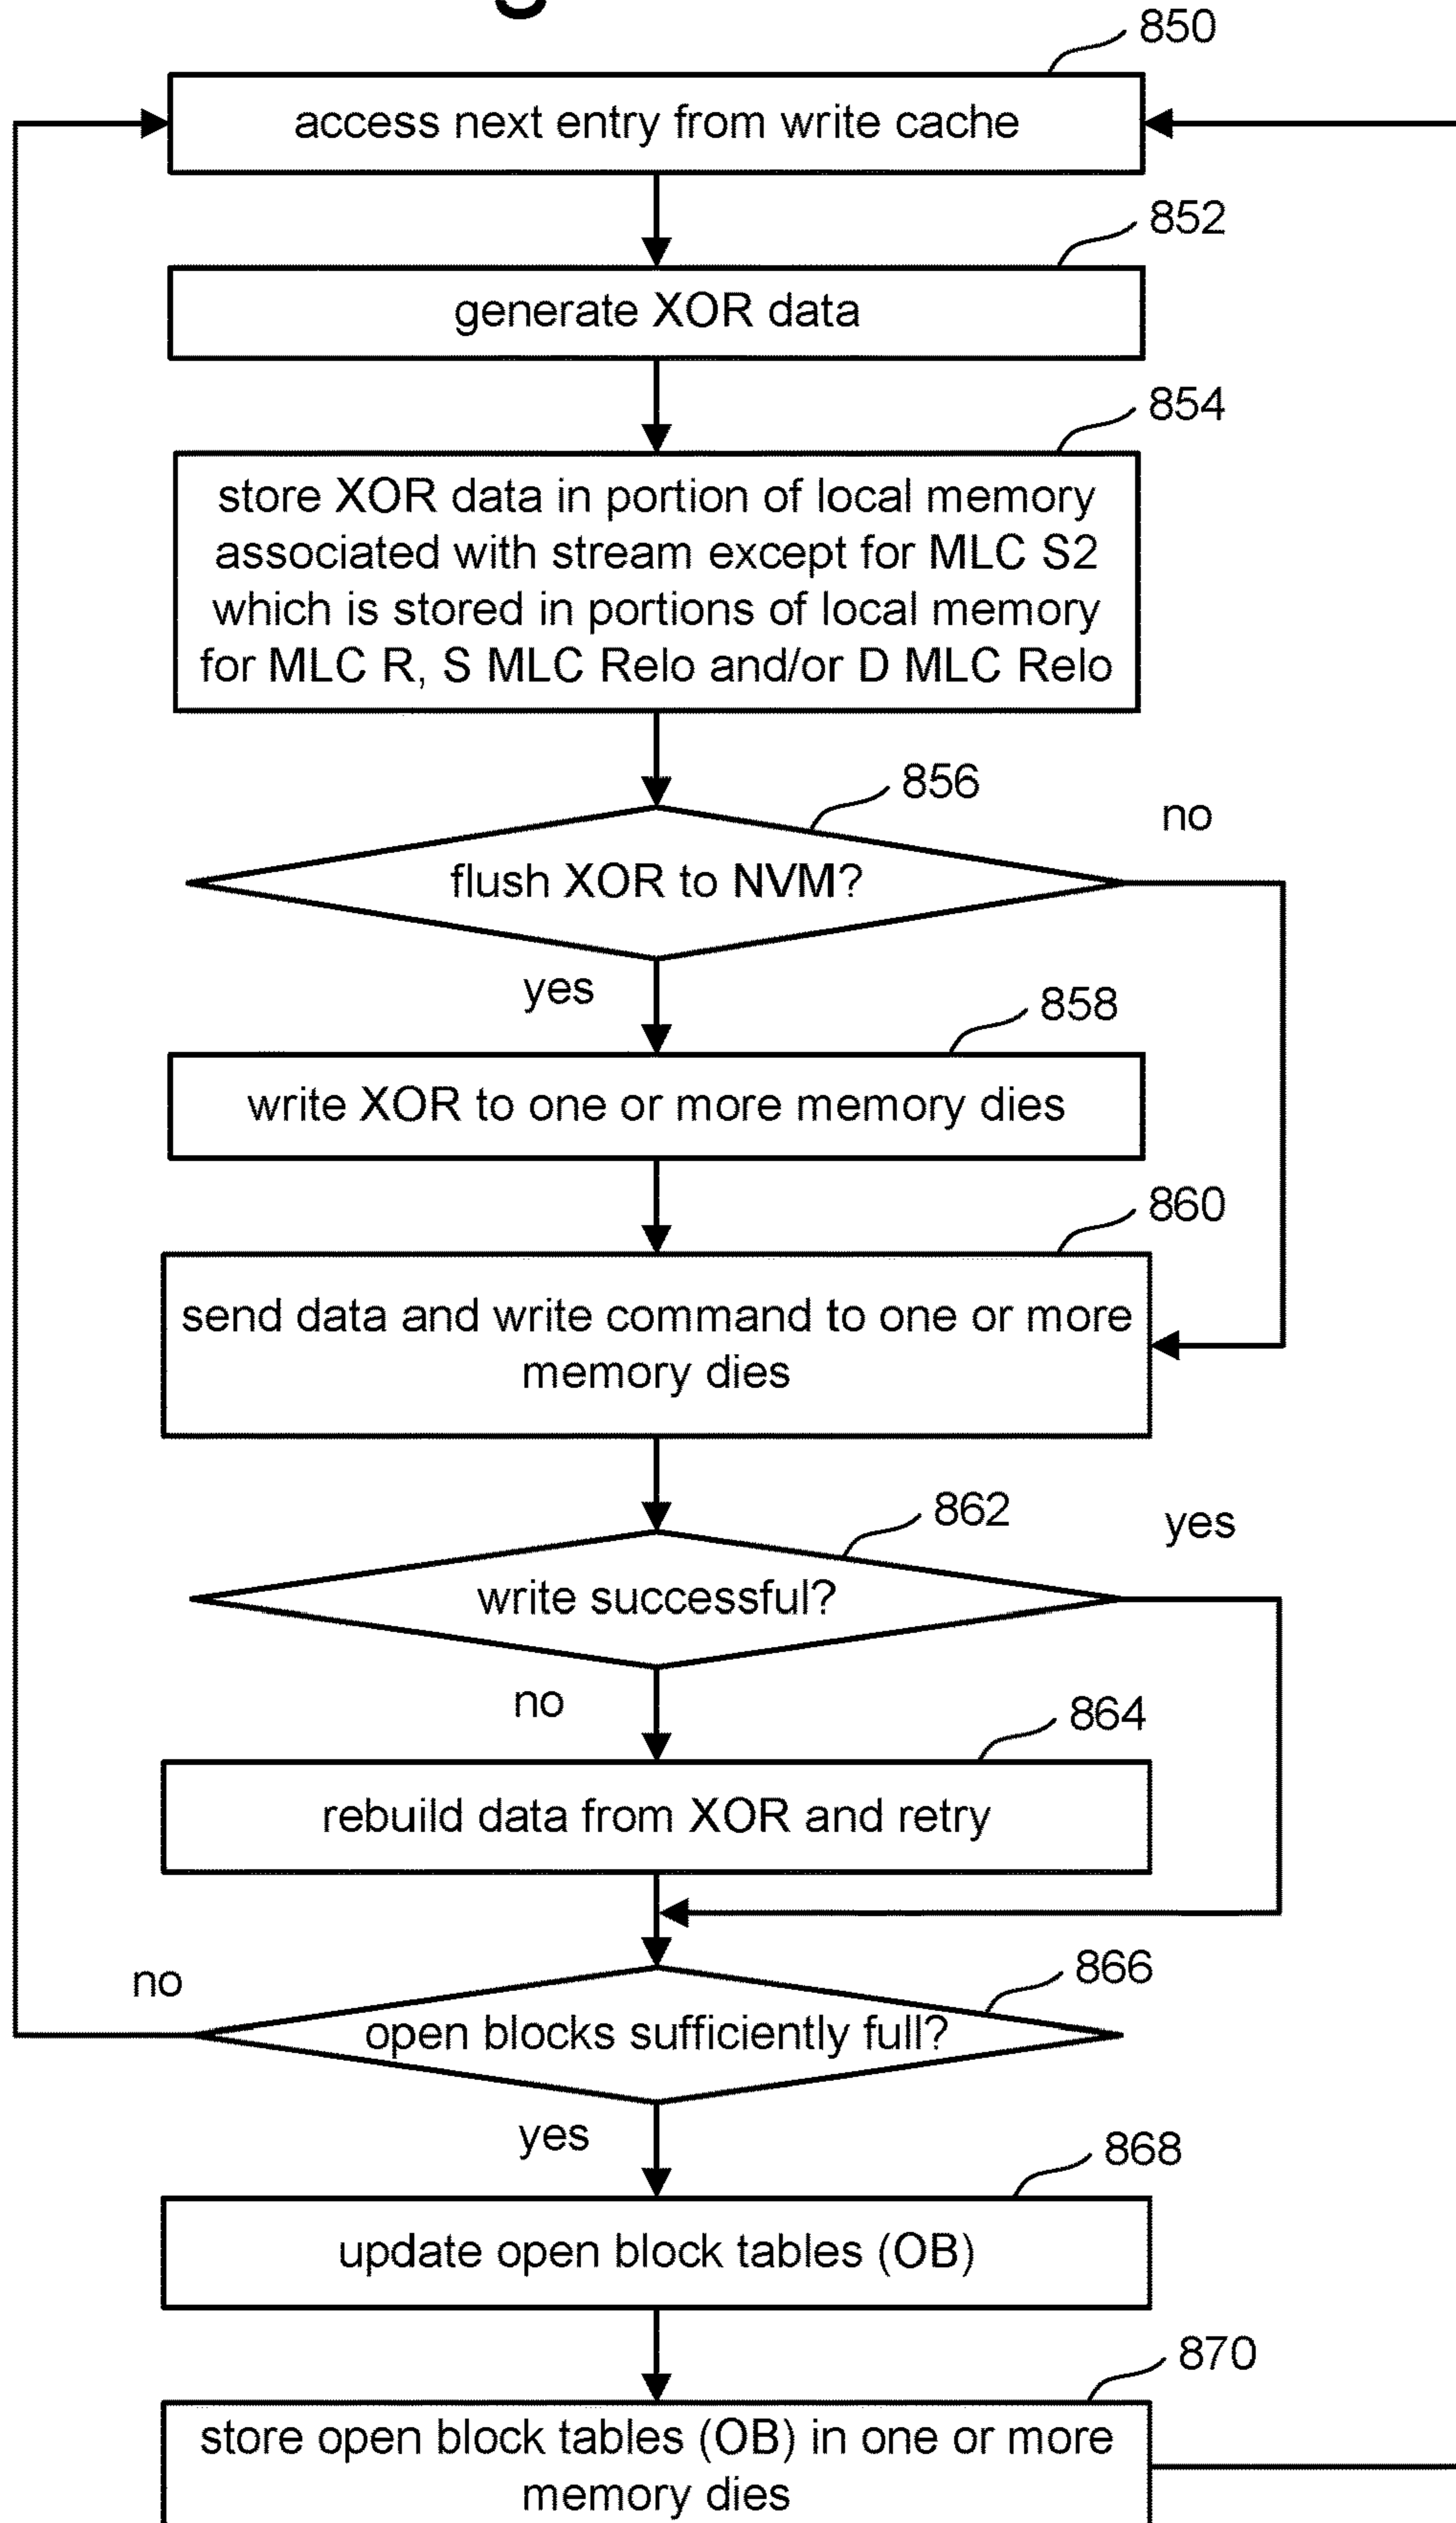 850
access next entry from write cache
852
generate XOR data
854
store XOR data in portion of local memory
associated with stream except for MLC S2
which is stored in portions of local memory
for MLC R, S MLC Relo and/or D MLC Relo
856
no
flush XOR to NVM?
yes
858
write XOR to one or more memory dies
860
send data and write command to one or more
memory dies
862
yes
write successful?
no
864
rebuild data from XOR and retry
866
no
open blocks sufficiently full?
yes
868
update open block tables (OB)
870
store open block tables (OB) in one or more
memory dies